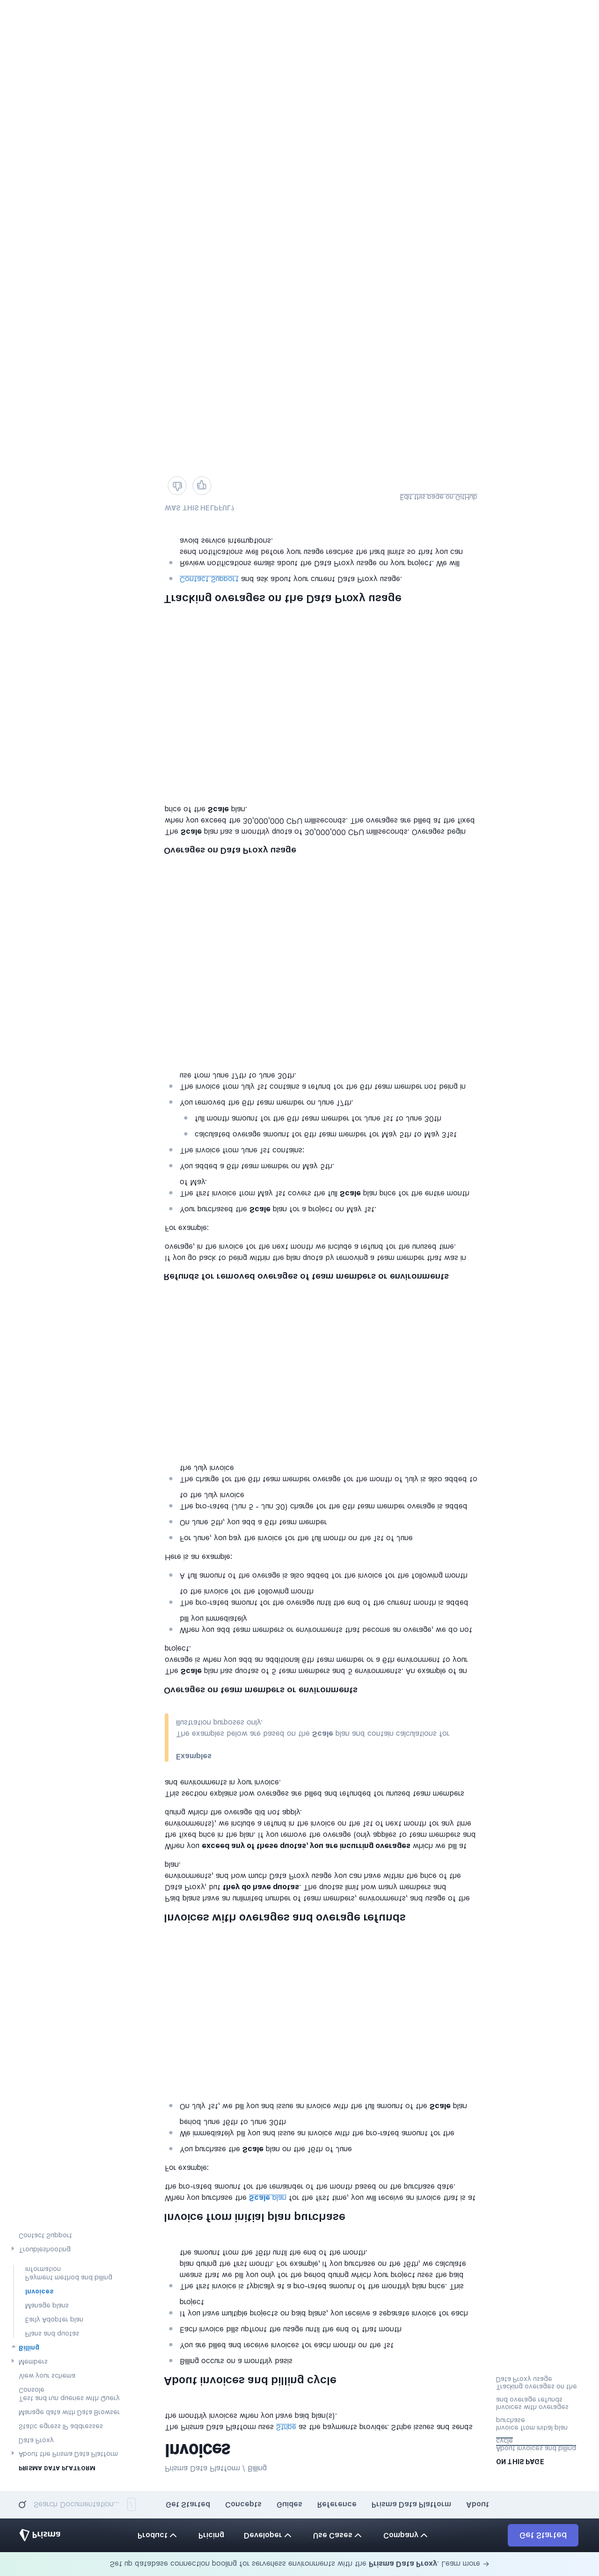 Set up database connection pooling for serverless environments with the Prisma Data Proxy. Learn more →
Prisma
Product
Pricing
Developer
Use Cases
Company
Get Started
Search Documentation...
/
Get Started
Concepts
Guides
Reference
Prisma Data Platform
About
PRISMA DATA PLATFORM
About the Prisma Data Platform
Data Proxy
Static egress IP addresses
Manage data with Data Browser
Test and run queries with Query
Console
View your schema
Members
Billing
Plans and quotas
Early Adopter plan
Manage plans
Invoices
Payment method and billing
information
Troubleshooting
Contact Support
Prisma Data Platform / Billing
Invoices
The Prisma Data Platform uses Stripe as the payments provider. Stripe issues and sends
the monthly invoices when you have paid plan(s).
About invoices and billing cycle
Billing occurs on a monthly basis
You are billed and receive invoices for each month on the 1st
Each invoice bills upfront the usage until the end of that month
If you have multiple projects on paid plans, you receive a separate invoice for each
project
The first invoice is typically at a pro-rated amount of the monthly plan price. This
means that we bill you only for the period during which your project uses the paid
plan during the first month. For example, if you purchase on the 16th, we calculate
the amount from the 16th until the end of the month.
Invoice from initial plan purchase
When you purchase the Scale plan for the first time, you will receive an invoice that is at
the pro-rated amount for the remainder of the month based on the purchase date.
For example:
You purchase the Scale plan on the 16th of June
We immediately bill you and issue an invoice with the pro-rated amount for the
period June 16th to June 30th
On July 1st, we bill you and issue an invoice with the full amount of the Scale plan
Invoices with overages and overage refunds
Paid plans have an unlimited number of team members, environments, and usage of the
Data Proxy, but they do have quotas. The quotas limit how many members and
environments, and how much Data Proxy usage you can have within the price of the
plan.
When you exceed any of these quotas, you are incurring overages which we bill at
the fixed price in the plan. If you remove the overage (only applies to team members and
environments), we include a refund in the invoice on the 1st of next month for any time
during which the overage did not apply.
This section explains how overages are billed and refunded for unused team members
and environments in your invoice.
Examples
The examples below are based on the Scale plan and contain calculations for
illustration purposes only.
Overages on team members or environments
The Scale plan has quotas of 5 team members and 5 environments. An example of an
overage is when you add an additional 6th team member or a 6th environment to your
project.
When you add team members or environments that become an overage, we do not
bill you immediately
The pro-rated amount for the overage until the end of the current month is added
to the invoice for the following month
A full amount of the overage is also added for the invoice for the following month
Here is an example:
For June, you pay the invoice for the full month on the 1st of June
On June 5th, you add a 6th team member
The pro-rated (Jun 5 - Jun 30) charge for the 6th team member overage is added
to the July invoice
The charge for the 6th team member overage for the month of July is also added to
the July invoice
Refunds for removed overages of team members or environments
If you go back to being within the plan quota by removing a team member that was in
overage, in the invoice for the next month we include a refund for the unused time.
For example:
Your purchased the Scale plan for a project on May 1st.
The first invoice from May 1st covers the full Scale plan price for the entire month
of May.
You added a 6th team member on May 5th.
The invoice from June 1st contains:
calculated overage amount for 6th team member for May 5th to May 31st
full month amount for the 6th team member for June 1st to June 30th
You removed the 6th team member on June 17th.
The invoice from July 1st contains a refund for the 6th team member not being in
use from June 17th to June 30th.
Overages on Data Proxy usage
The Scale plan has a monthly quota of 30,000,000 CPU milliseconds. Overages begin
when you exceed the 30,000,000 CPU milliseconds. The overages are billed at the fixed
price of the Scale plan.
Tracking overages on the Data Proxy usage
Contact Support and ask about your current Data Proxy usage.
Review notifications emails about the Data Proxy usage on your project. We will
send notifications well before your usage reaches the hard limits so that you can
avoid service interruptions.
WAS THIS HELPFUL?
Edit this page on GitHub
ON THIS PAGE
About invoices and billing
cycle
Invoice from initial plan
purchase
Invoices with overages
and overage refunds
Tracking overages on the
Data Proxy usage